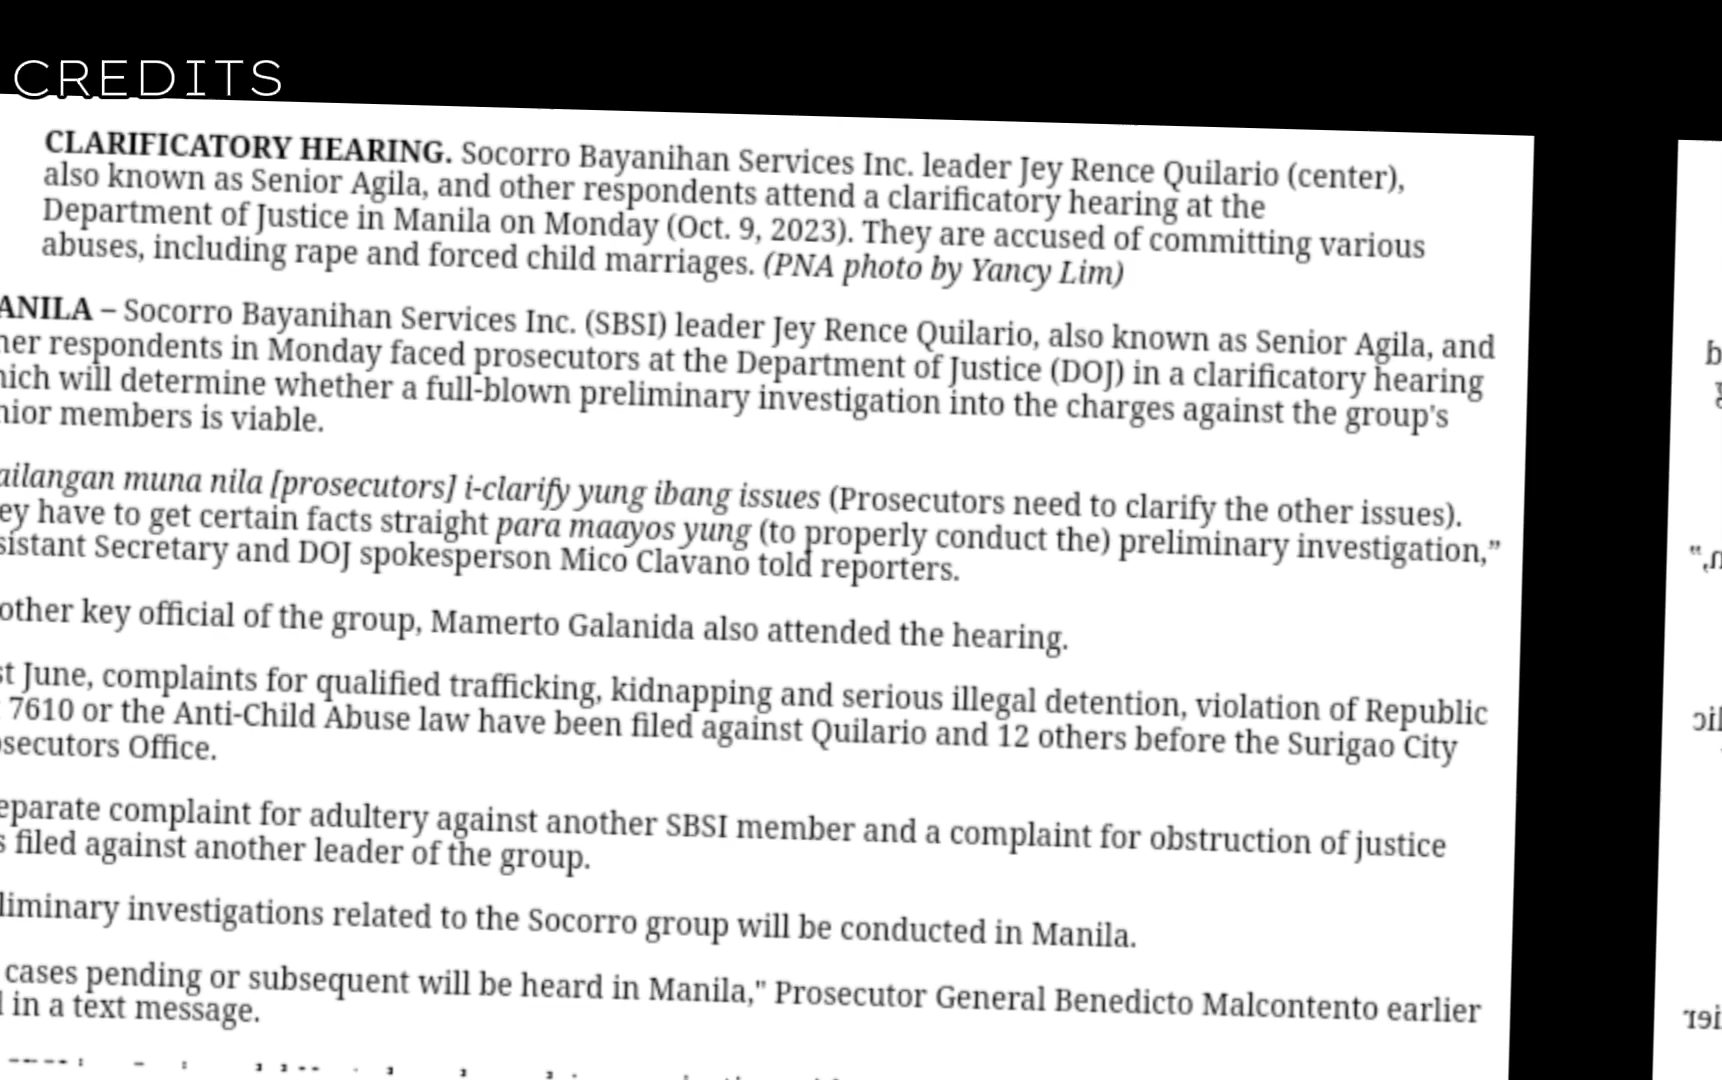 CREDITS
CLARIFICATORY HEARING. Socorro Bayanihan Services Inc. leader Jey Rence Quilario (center),
also known as Senior Agila, and other respondents attend a clarificatory hearing at the
Department of Justice in Manila on Monday (Oct. 9, 2023). They are accused of committing various
abuses, including rape and forced child marriages. (PNA photo by Yancy Lim)
ANILA – Socorro Bayanihan Services Inc. (SBSI) leader Jey Rence Quilario, also known as Senior Agila, and
her respondents in Monday faced prosecutors at the Department of Justice (DOJ) in a clarificatory hearing
hich will determine whether a full-blown preliminary investigation into the charges against the group's
nior members is viable.
ailangan muna nila [prosecutors] i-clarify yung ibang issues (Prosecutors need to clarify the other issues).
ey have to get certain facts straight para maayos yung (to properly conduct the) preliminary investigation,”
sistant Secretary and DOJ spokesperson Mico Clavano told reporters.
other key official of the group, Mamerto Galanida also attended the hearing.
st June, complaints for qualified trafficking, kidnapping and serious illegal detention, violation of Republic
7610 or the Anti-Child Abuse law have been filed against Quilario and 12 others before the Surigao City
osecutors Office.
eparate complaint for adultery against another SBSI member and a complaint for obstruction of justice
s filed against another leader of the group.
liminary investigations related to the Socorro group will be conducted in Manila.
cases pending or subsequent will be heard in Manila," Prosecutor General Benedicto Malcontento earlier
l in a text message.